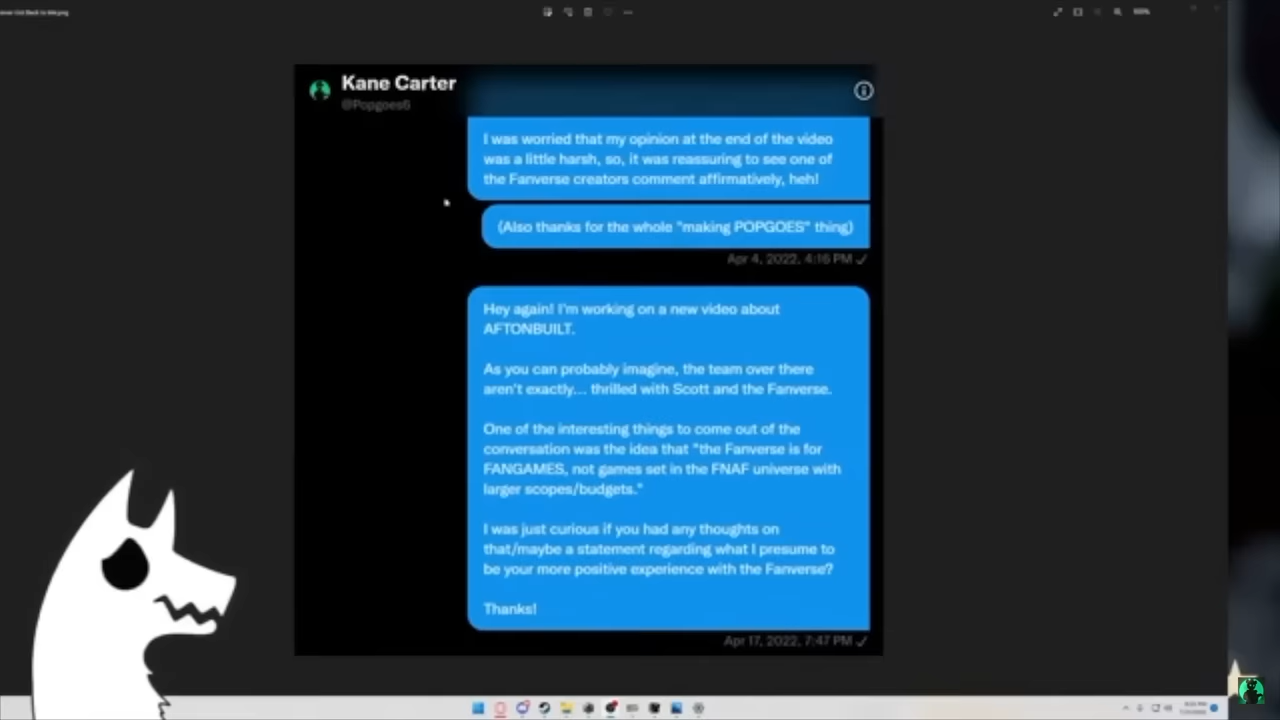 Kane Carter
@Popgoes6
I was worried that my opinion at the end of the video
was a little harsh, so, it was reassuring to see one of
the Fanverse creators comment affirmatively, heh!
(Also thanks for the whole "making POPGOES" thing)
Apr 4, 2022, 4:16 PM ✓
Hey again! I'm working on a new video about
AFTONBUILT.
As you can probably imagine, the team over there
aren't exactly... thrilled with Scott and the Fanverse.
One of the interesting things to come out of the
conversation was the idea that "the Fanverse is for
FANGAMES, not games set in the FNAF universe with
larger scopes/budgets."
I was just curious if you had any thoughts on
that/maybe a statement regarding what I presume to
be your more positive experience with the Fanverse?
Thanks!
Apr 17, 2022, 7:47 PM ✓